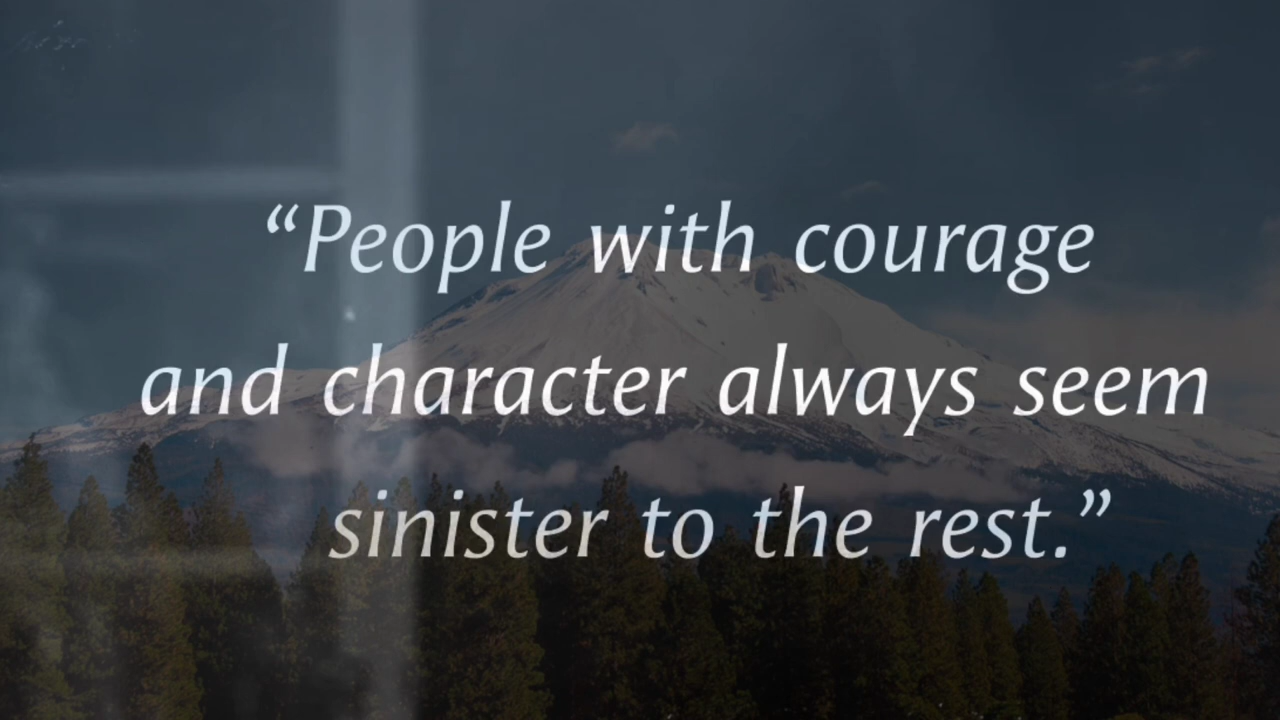 “People with courage
and character always seem
sinister to the rest.”